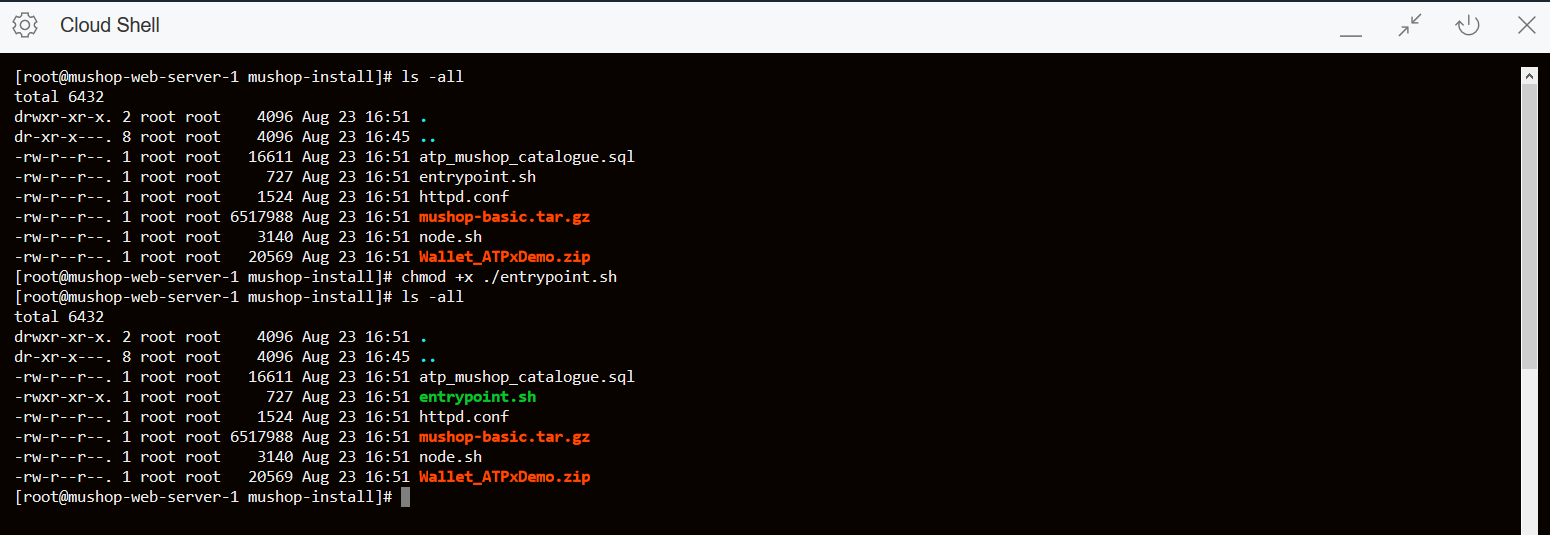 Cloud Shell
[root@mushop-web-server-1 mushop-install]# ls -all
total 6432
drwxr-xr-x. 2 root root    4096 Aug 23 16:51 .
dr-xr-x---. 8 root root    4096 Aug 23 16:45 ..
-rw-r--r--. 1 root root   16611 Aug 23 16:51 atp_mushop_catalogue.sql
-rw-r--r--. 1 root root     727 Aug 23 16:51 entrypoint.sh
-rw-r--r--. 1 root root    1524 Aug 23 16:51 httpd.conf
-rw-r--r--. 1 root root 6517988 Aug 23 16:51 mushop-basic.tar.gz
-rw-r--r--. 1 root root    3140 Aug 23 16:51 node.sh
-rw-r--r--. 1 root root   20569 Aug 23 16:51 Wallet_ATPxDemo.zip
[root@mushop-web-server-1 mushop-install]# chmod +x ./entrypoint.sh
[root@mushop-web-server-1 mushop-install]# ls -all
total 6432
drwxr-xr-x. 2 root root    4096 Aug 23 16:51 .
dr-xr-x---. 8 root root    4096 Aug 23 16:45 ..
-rw-r--r--. 1 root root   16611 Aug 23 16:51 atp_mushop_catalogue.sql
-rwxr-xr-x. 1 root root     727 Aug 23 16:51 entrypoint.sh
-rw-r--r--. 1 root root    1524 Aug 23 16:51 httpd.conf
-rw-r--r--. 1 root root 6517988 Aug 23 16:51 mushop-basic.tar.gz
-rw-r--r--. 1 root root    3140 Aug 23 16:51 node.sh
-rw-r--r--. 1 root root   20569 Aug 23 16:51 Wallet_ATPxDemo.zip
[root@mushop-web-server-1 mushop-install]#